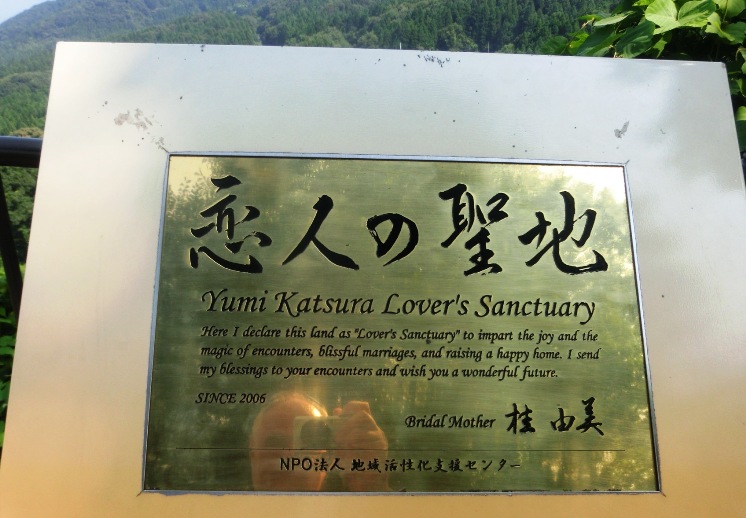 恋人の聖地
Yumi Katsura Lover's Sanctuary
Here I declare this land as "Lover's Sanctuary" to impart the joy and the
magic of encounters, blissful marriages, and raising a happy home. I send
my blessings to your encounters and wish you a wonderful future.
SINCE 2006
Bridal Mother 桂 由美
NPO法人 地域活性化支援センター